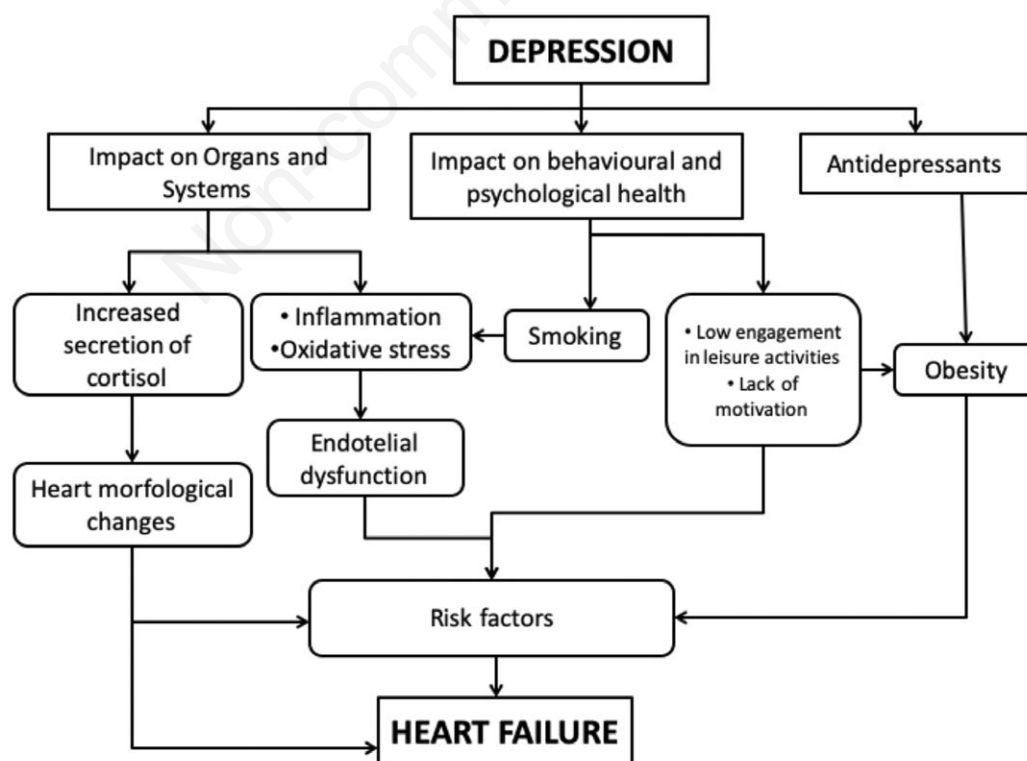 Non-comm
DEPRESSION
Impact on Organs and
Systems
Impact on behavioural and
psychological health
Antidepressants
Increased
secretion of
cortisol
• Inflammation
•Oxidative stress
Smoking
• Low engagement
in leisure activities
• Lack of
motivation
Obesity
Endotelial
dysfunction
Heart morfological
changes
Risk factors
HEART FAILURE